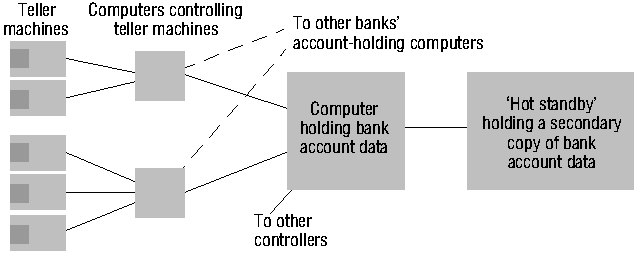 Teller
machines
Computers controlling
teller machines
To other banks’
account-holding computers
Computer
holding bank
account data
‘Hot standby’
holding a secondary
copy of bank
account data
To other
controllers